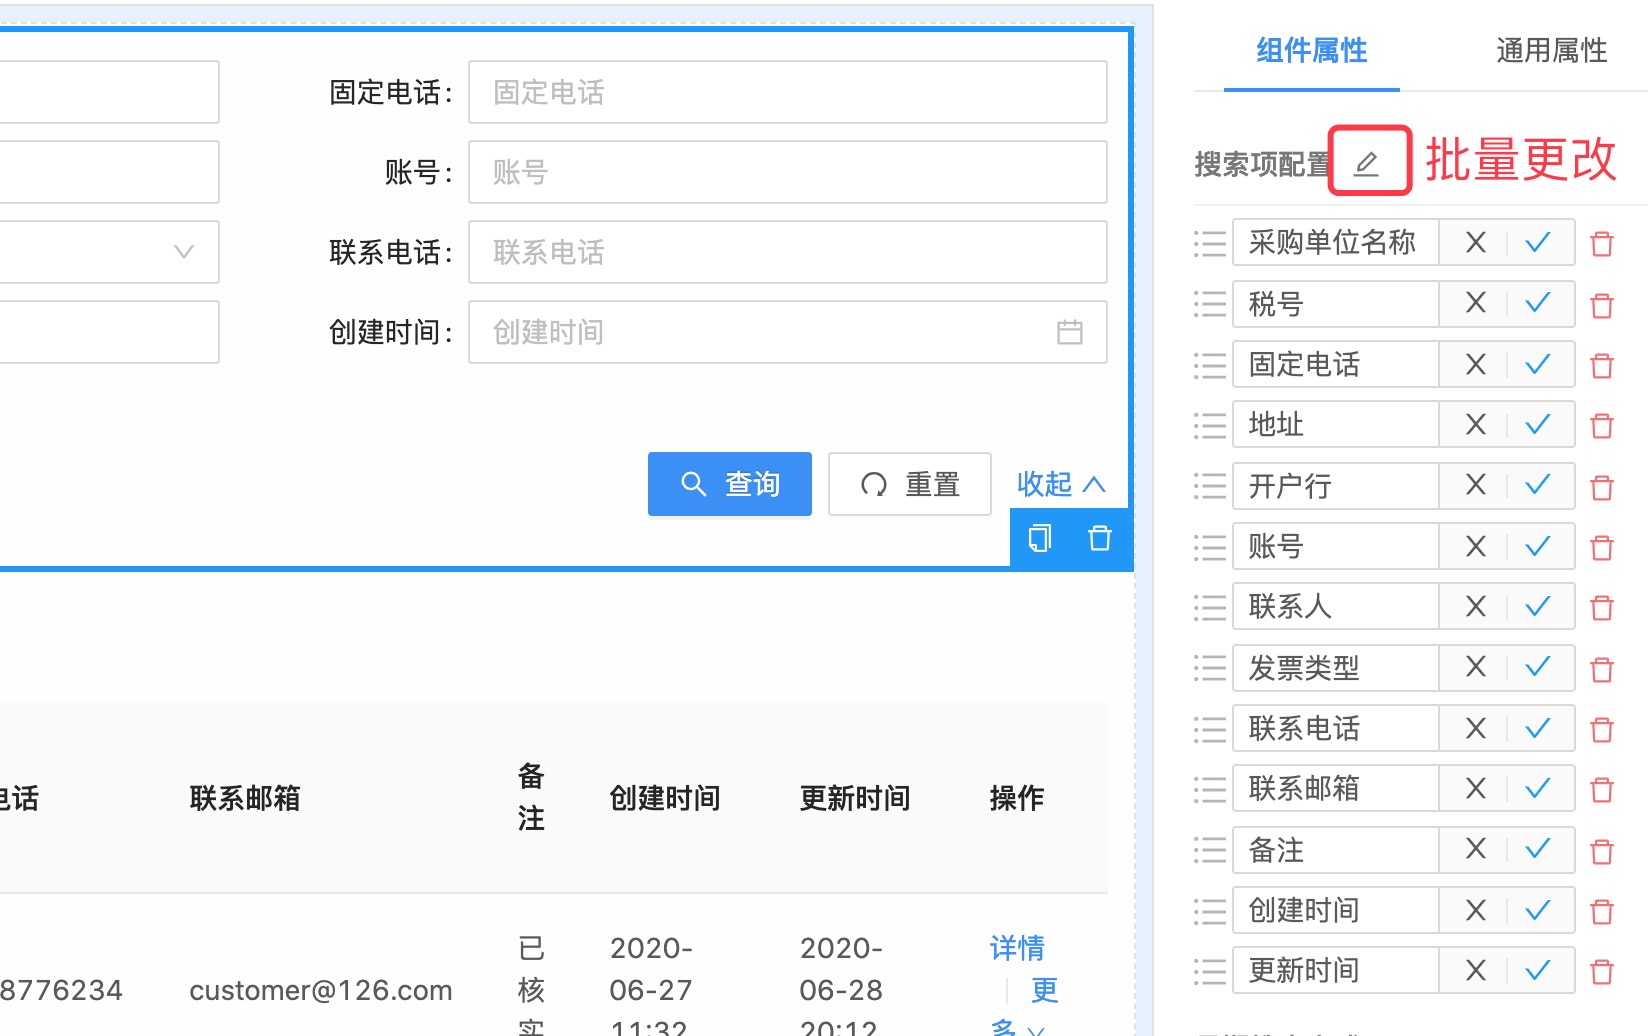 固定电话: 固定电话
账号: 账号
联系电话: 联系电话
创建时间: 创建时间
查询 重置 收起
话 联系邮箱 备注 创建时间 更新时间 操作
8776234 customer@126.com 已核实 2020-06-27 11:32 2020-06-28 20:12 详情 更多
组件属性 通用属性
搜索项配置 批量更改
采购单位名称
税号
固定电话
地址
开户行
账号
联系人
发票类型
联系电话
联系邮箱
备注
创建时间
更新时间